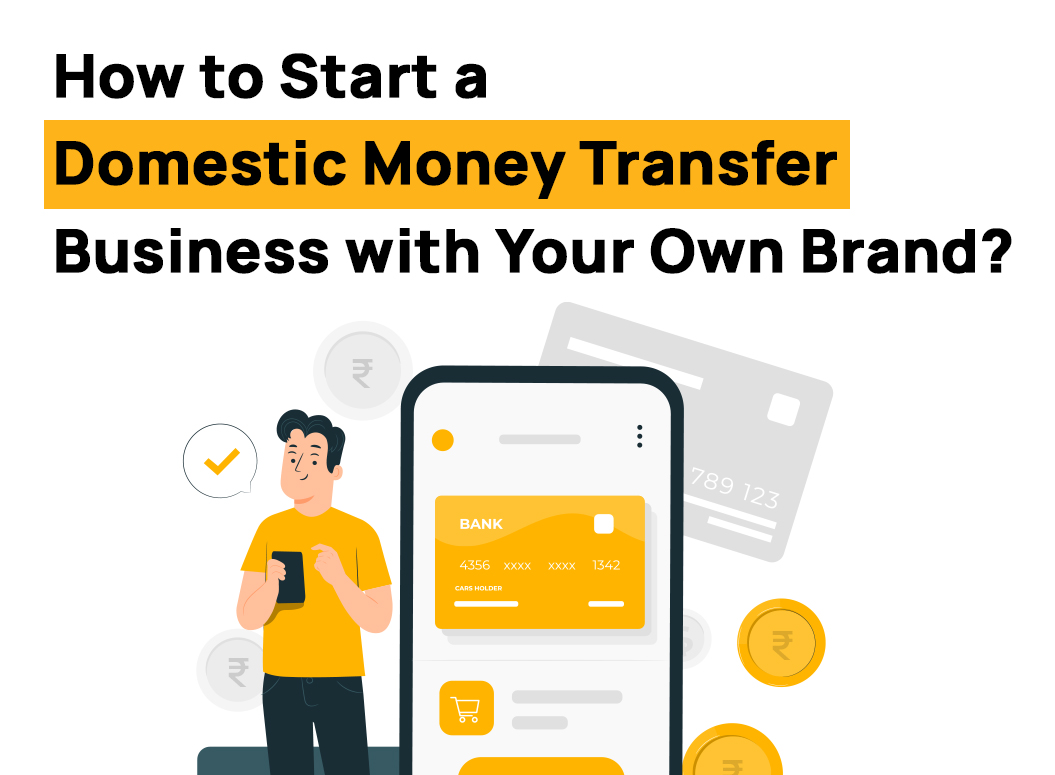 How to Start a
Domestic Money Transfer
Business with Your Own Brand?
₹
789 123
BANK
4356 xxxx xxxx 1342
CARS HOLDER
₹
$
₹
₹